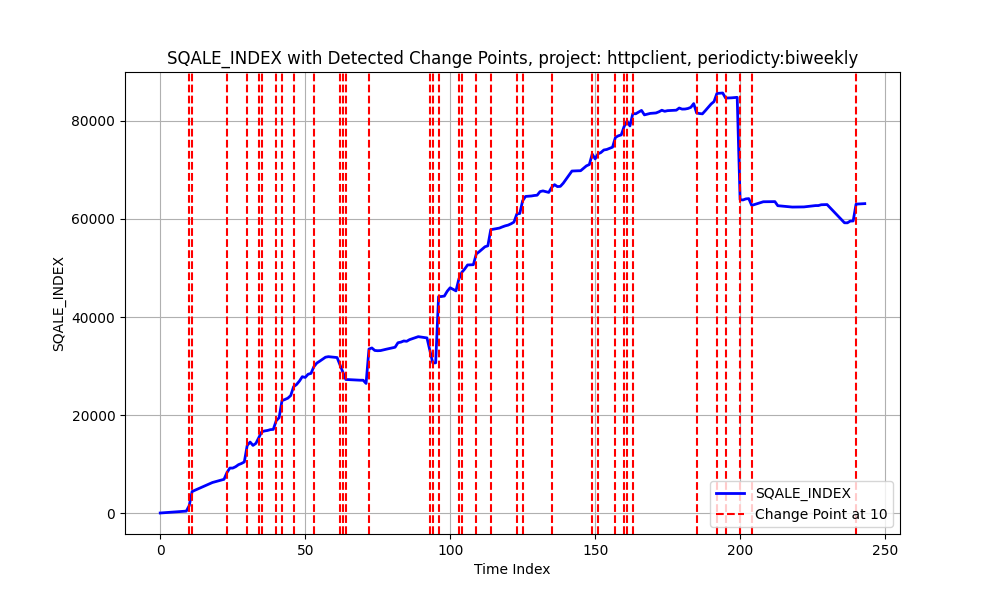 SQALE_INDEX with Detected Change Points, project: httpclient, periodicty:biweekly
80000
60000
40000
20000
0
SQALE_INDEX
SQALE_INDEX
Change Point at 10
0 50 100 150 200 250
Time Index